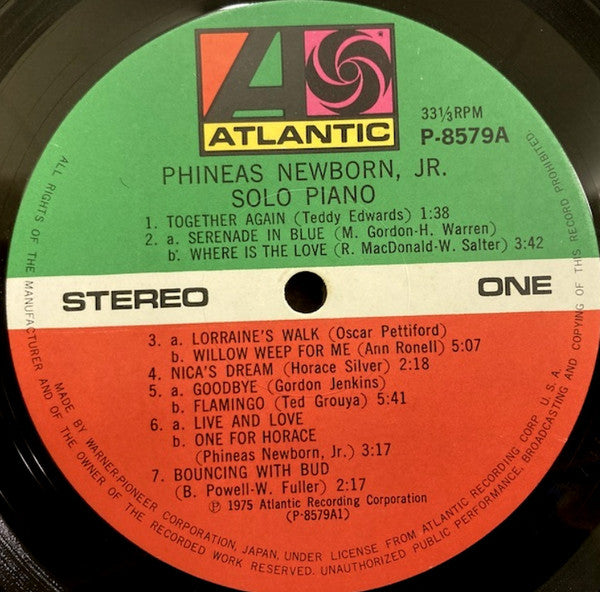 ATLANTIC
33⅓RPM
P-8579A
PHINEAS NEWBORN, JR.
SOLO PIANO
1. TOGETHER AGAIN (Teddy Edwards) 1:38
2. a. SERENADE IN BLUE (M. Gordon-H. Warren)
b. WHERE IS THE LOVE (R. MacDonald-W. Salter) 3:42
STEREO
ONE
3. a. LORRAINE'S WALK (Oscar Pettiford)
b. WILLOW WEEP FOR ME (Ann Ronell) 5:07
4. NICA'S DREAM (Horace Silver) 2:18
5. a. GOODBYE (Gordon Jenkins)
b. FLAMINGO (Ted Grouya) 5:41
6. a. LIVE AND LOVE
b. ONE FOR HORACE
(Phineas Newborn, Jr.) 3:17
7. BOUNCING WITH BUD
(B. Powell-W. Fuller) 2:17
℗ 1975 Atlantic Recording Corporation
(P-8579A1)
MADE BY WARNER-PIONEER CORPORATION, JAPAN, UNDER LICENSE FROM ATLANTIC RECORDING CORP. U.S.A.
ALL RIGHTS OF THE MANUFACTURER AND OF THE OWNER OF THE RECORDED WORK RESERVED. UNAUTHORIZED PUBLIC PERFORMANCE, BROADCASTING AND COPYING OF THIS RECORD PROHIBITED.